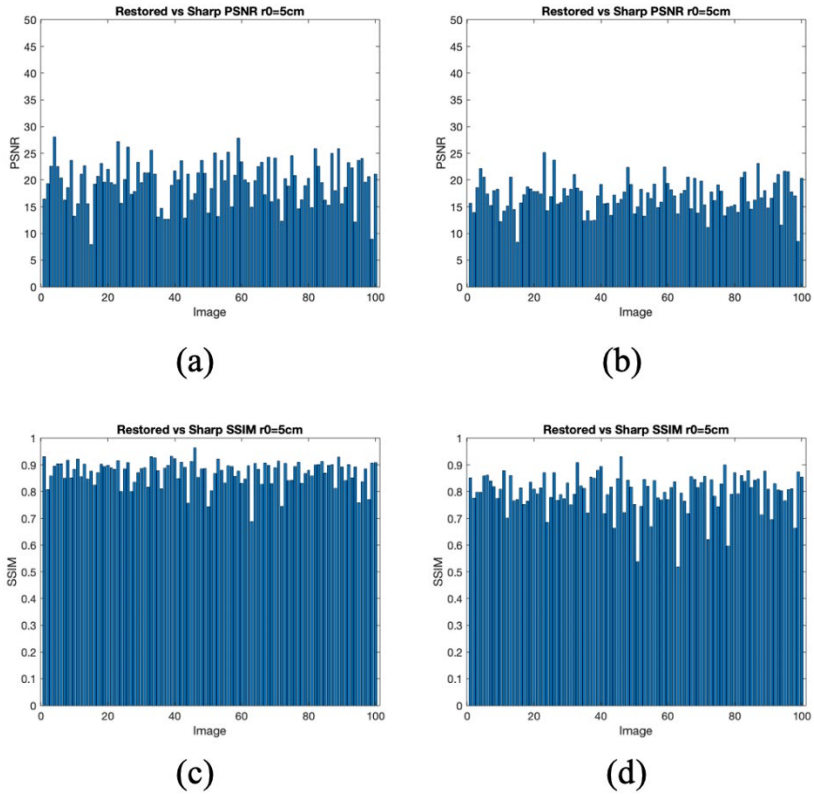 Restored vs Sharp PSNR r0=5cm
50
45
40
35
30
25
20
15
10
5
0
PSNR
0 20 40 60 80 100
Image
(a)
Restored vs Sharp PSNR r0=5cm
50
45
40
35
30
25
20
15
10
5
0
PSNR
0 20 40 60 80 100
Image
(b)
Restored vs Sharp SSIM r0=5cm
1
0.9
0.8
0.7
0.6
0.5
0.4
0.3
0.2
0.1
0
SSIM
0 20 40 60 80 100
Image
(c)
Restored vs Sharp SSIM r0=5cm
1
0.9
0.8
0.7
0.6
0.5
0.4
0.3
0.2
0.1
0
SSIM
0 20 40 60 80 100
Image
(d)